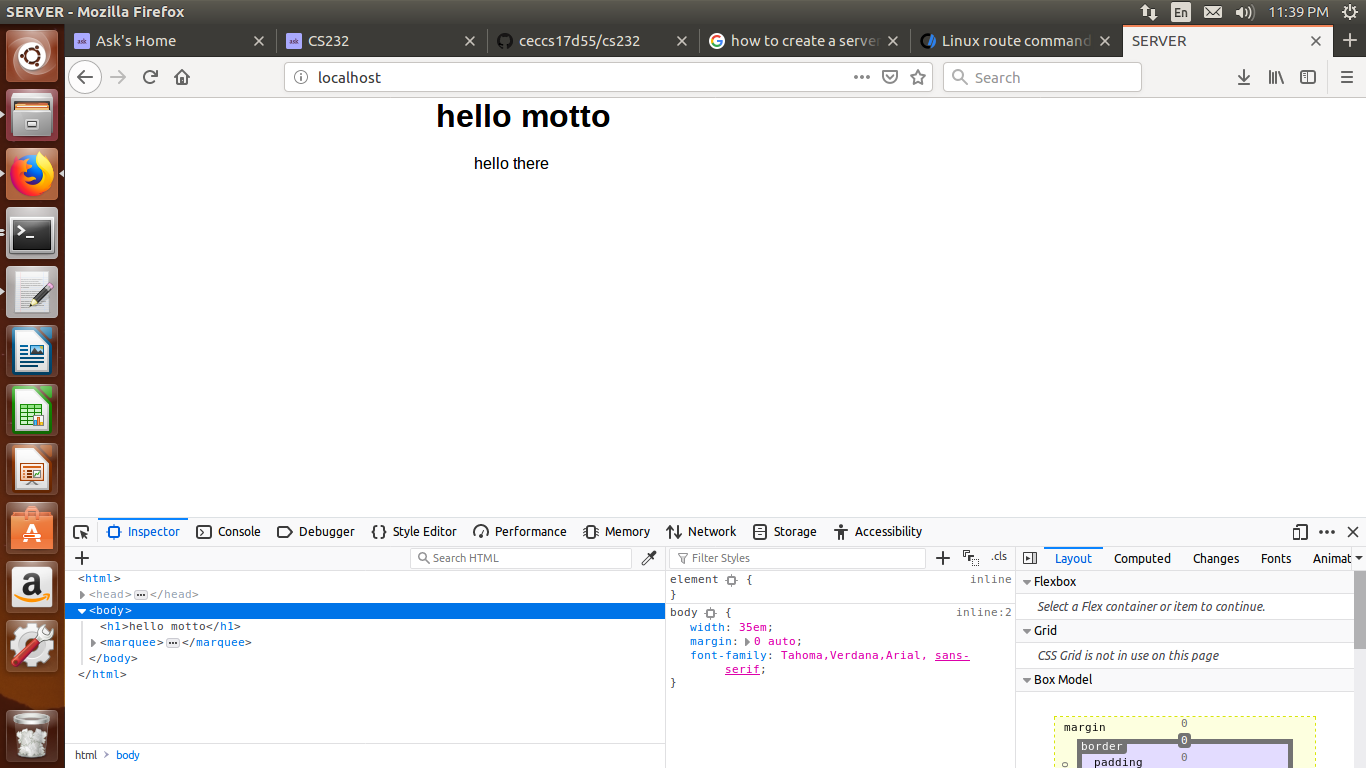 SERVER - Mozilla Firefox
En
11:39 PM
ask Ask's Home
ask CS232
ceccs17d55/cs232
how to create a server
Linux route command
SERVER
localhost
Search
hello motto
hello there
Inspector Console Debugger Style Editor Performance Memory Network Storage Accessibility
Search HTML
<html>
<head> </head>
<body>
<h1>hello motto</h1>
<marquee> </marquee>
</body>
</html>
html > body
Filter Styles
.cls
element { inline
}
body { inline:2
width: 35em;
margin: 0 auto;
font-family: Tahoma,Verdana,Arial, sans-
serif;
}
Layout Computed Changes Fonts Animat
Flexbox
Select a Flex container or item to continue.
Grid
CSS Grid is not in use on this page
Box Model
margin 0
border 0
padding 0
0